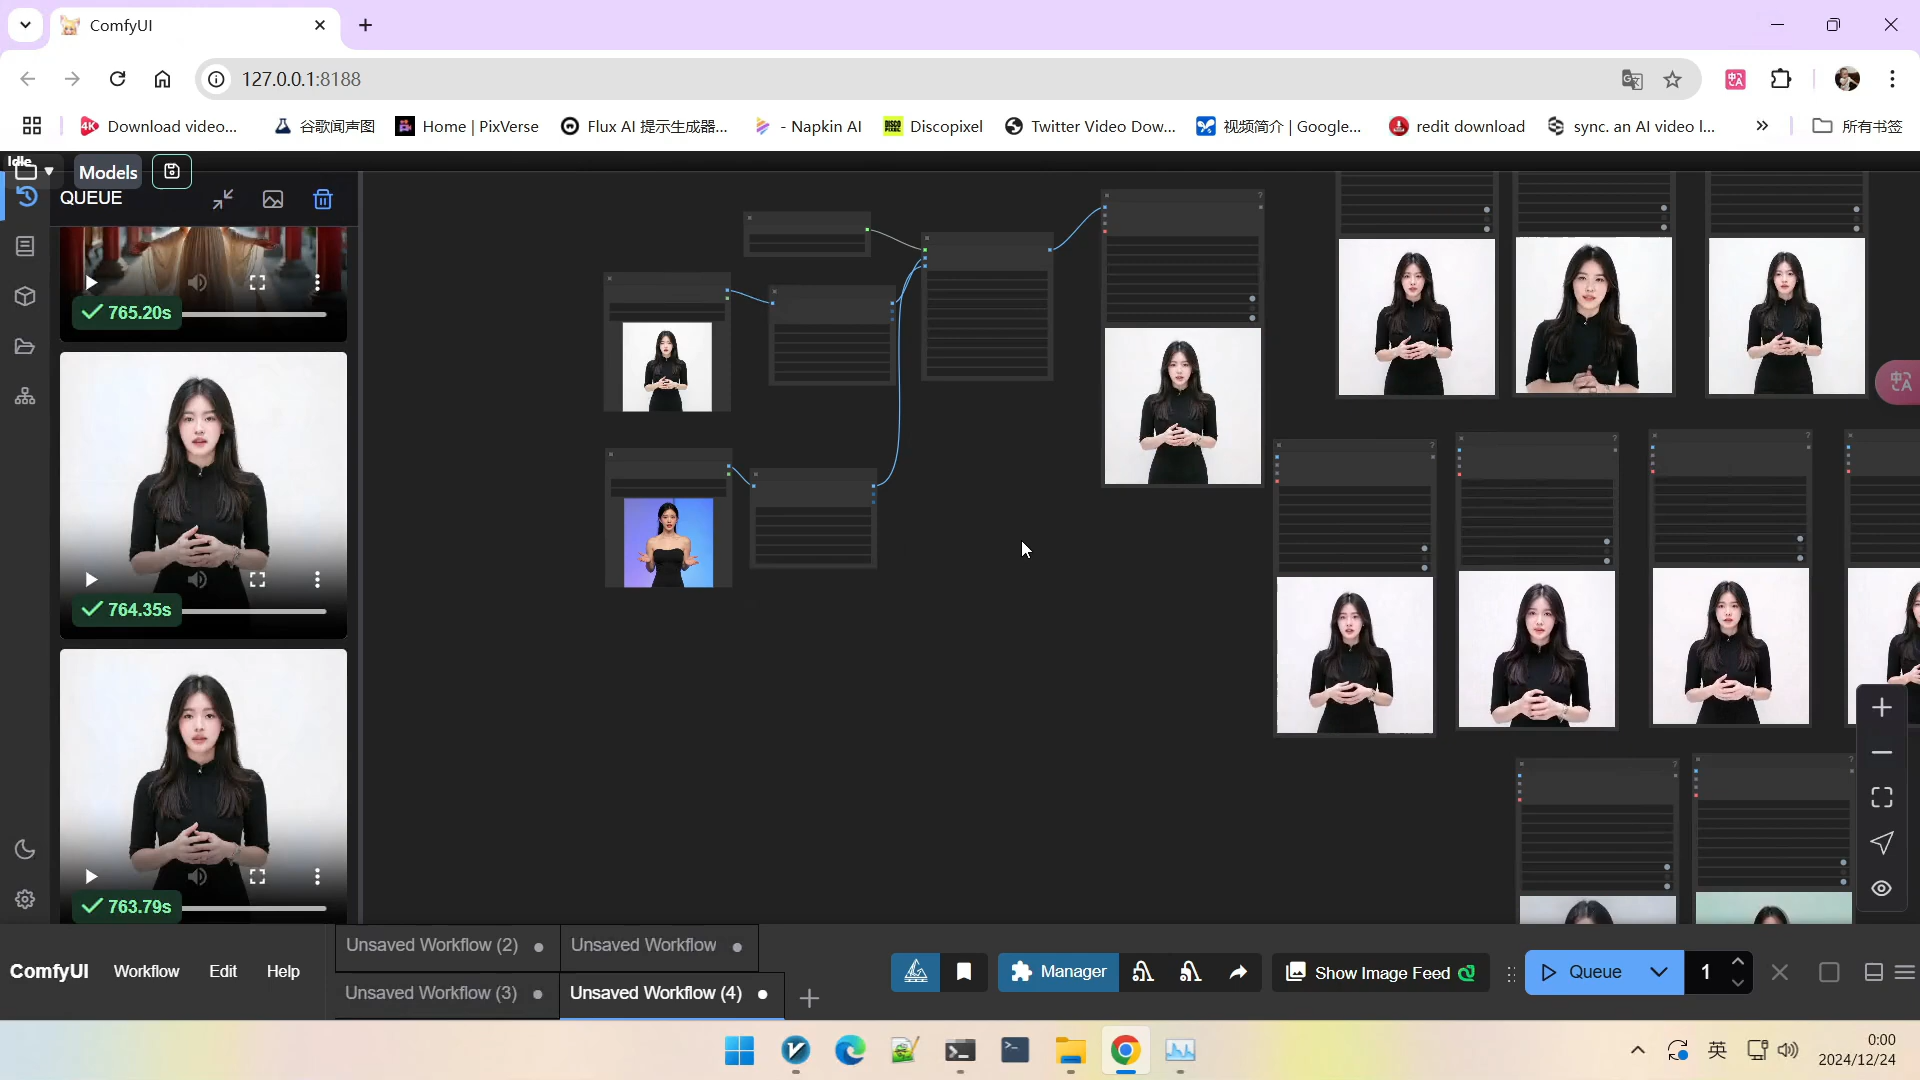 ComfyUI
127.0.0.1:8188
Download video...
谷歌闻声图
Home | PixVerse
Flux AI 提示生成器...
- Napkin AI
Discopixel
Twitter Video Dow...
视频简介 | Google...
redit download
sync. an AI video l...
所有书签
Idle
Models
QUEUE
765.20s
764.35s
763.79s
Unsaved Workflow (2)
Unsaved Workflow
ComfyUI
Workflow
Edit
Help
Manager
Show Image Feed
Queue
1
Unsaved Workflow (3)
Unsaved Workflow (4)
英
0:00
2024/12/24